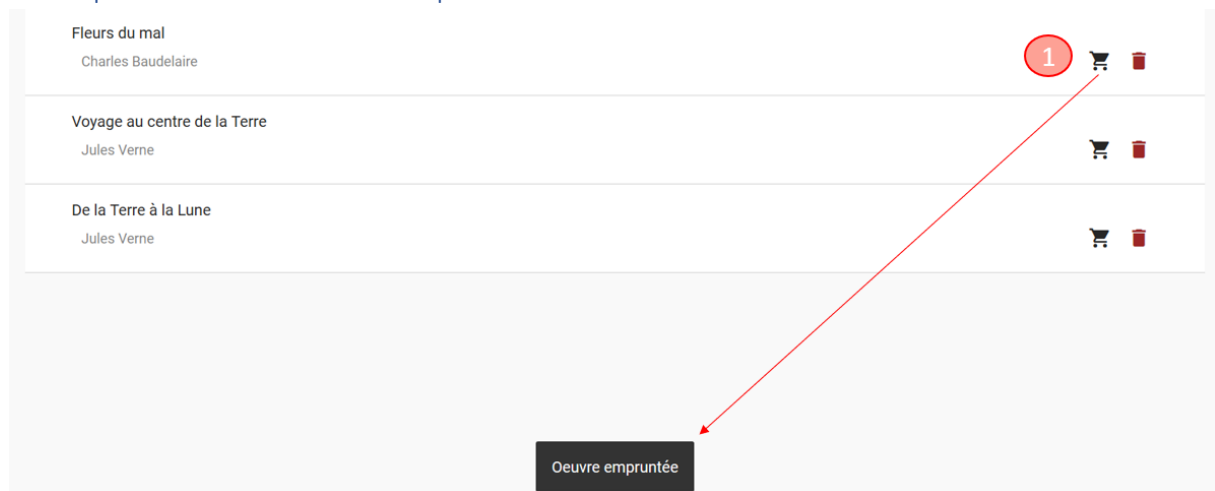 Fleurs du mal
Charles Baudelaire
1
Voyage au centre de la Terre
Jules Verne
De la Terre à la Lune
Jules Verne
Oeuvre empruntée